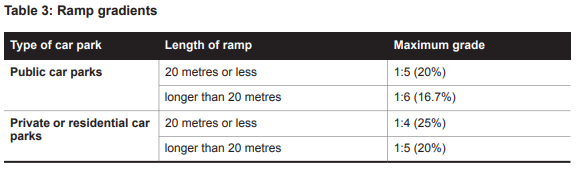 Table 3: Ramp gradients
Type of car park Length of ramp Maximum grade
Public car parks 20 metres or less 1:5 (20%)
longer than 20 metres 1:6 (16.7%)
Private or residential car 20 metres or less 1:4 (25%)
parks
longer than 20 metres 1:5 (20%)